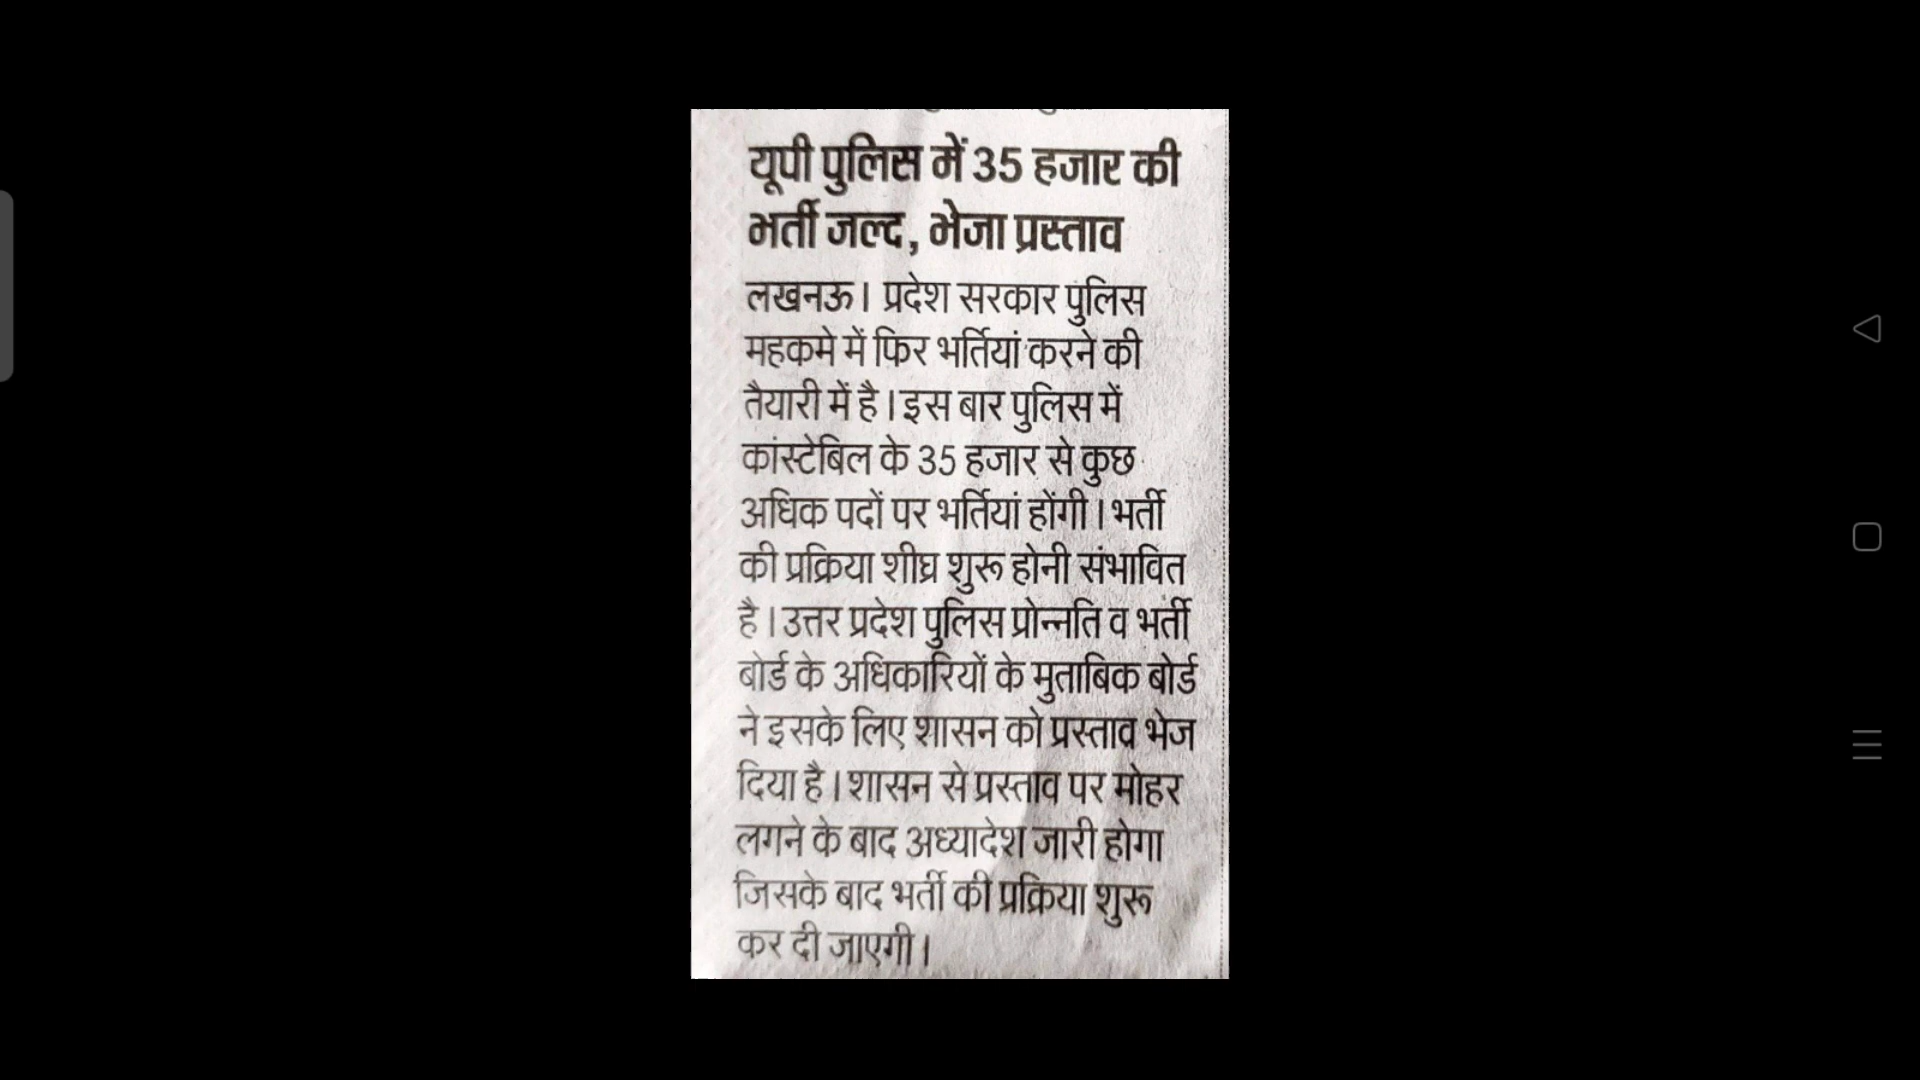 यूपी पुलिस में 35 हजार की
भर्ती जल्द, भेजा प्रस्ताव
लखनऊ। प्रदेश सरकार पुलिस
महकमे में फिर भर्तियां करने की
तैयारी में है। इस बार पुलिस में
कांस्टेबिल के 35 हजार से कुछ
अधिक पदों पर भर्तियां होंगी। भर्ती
की प्रक्रिया शीघ्र शुरू होनी संभावित
है। उत्तर प्रदेश पुलिस प्रोन्नति व भर्ती
बोर्ड के अधिकारियों के मुताबिक बोर्ड
ने इसके लिए शासन को प्रस्ताव भेज
दिया है। शासन से प्रस्ताव पर मोहर
लगने के बाद अध्यादेश जारी होगा
जिसके बाद भर्ती की प्रक्रिया शुरू
कर दी जाएगी।